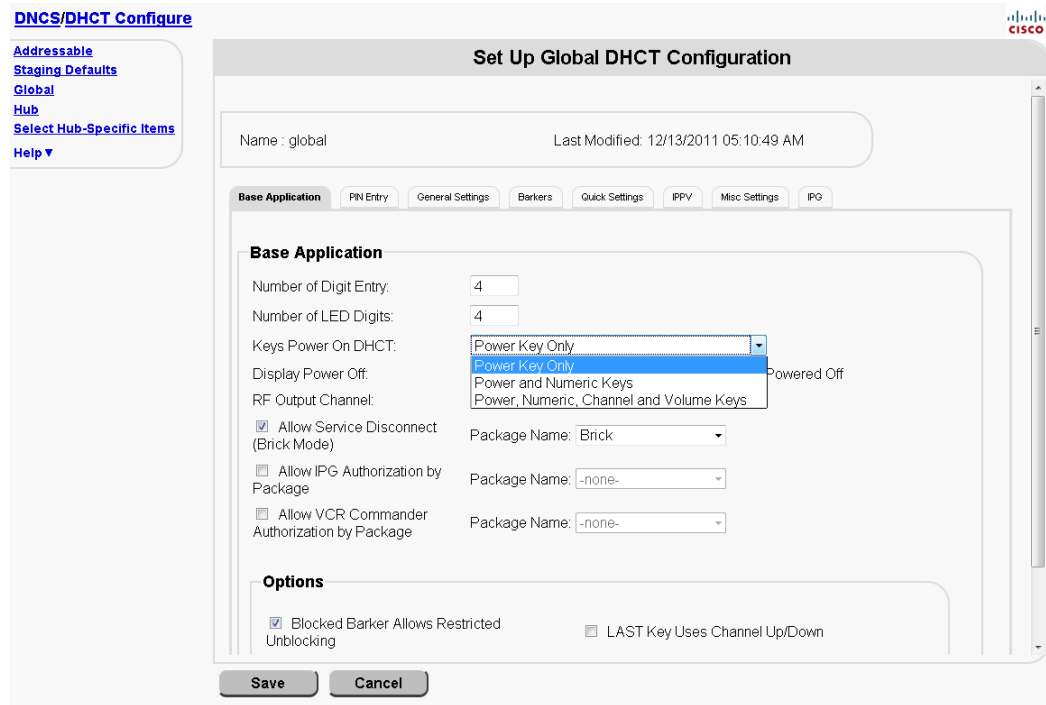 DNCS/DHCT Configure
CISCO
Addressable
Staging Defaults
Global
Hub
Select Hub-Specific Items
Help▼
Set Up Global DHCT Configuration
Name : global Last Modified: 12/13/2011 05:10:49 AM
Base Application PIN Entry General Settings Barkers Quick Settings IPPV Misc Settings IPG
Base Application
Number of Digit Entry: 4
Number of LED Digits: 4
Keys Power On DHCT: Power Key Only
Power Key Only
Display Power Off: Powered Off
Power and Numeric Keys
RF Output Channel: Power, Numeric, Channel and Volume Keys
Allow Service Disconnect
(Brick Mode)
Package Name: Brick
Allow IPG Authorization by
Package
Package Name: -none-
Allow VCR Commander
Authorization by Package
Package Name: -none-
Options
Blocked Barker Allows Restricted
Unblocking
LAST Key Uses Channel Up/Down
Save Cancel